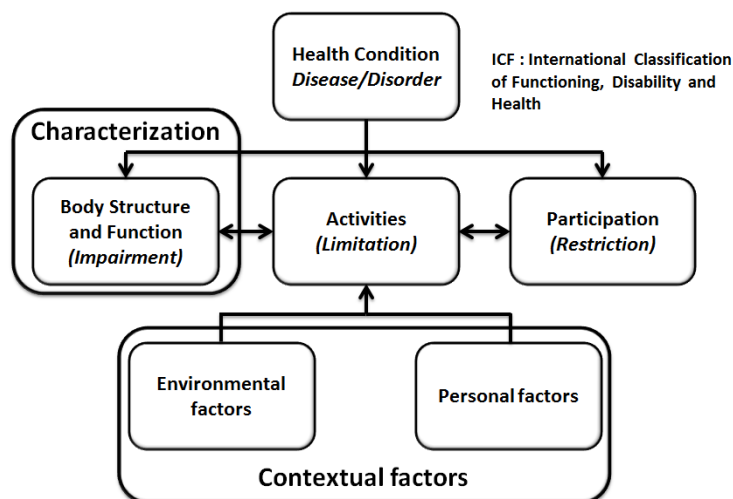 Health Condition
Disease/Disorder
ICF : International Classification
of Functioning, Disability and
Health
Characterization
Body Structure
and Function
(Impairment)
Activities
(Limitation)
Participation
(Restriction)
Environmental
factors
Personal factors
Contextual factors